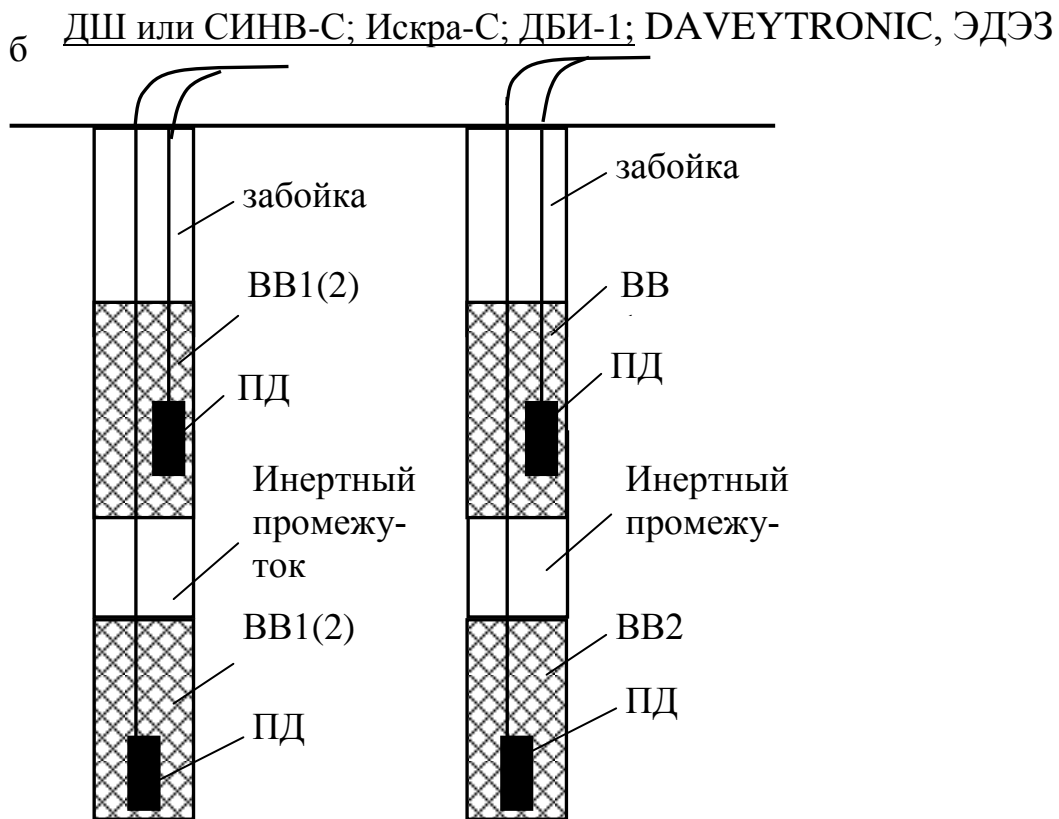 ДШ или СИНВ-С; Искра-С; ДБИ-1; DAVEYTRONIC, ЭДЭЗ
б
забойка
ВВ1(2)
ПД
Инертный
промежу-
ток
ВВ1(2)
ПД
забойка
ВВ
ПД
Инертный
промежу-
ВВ2
ПД